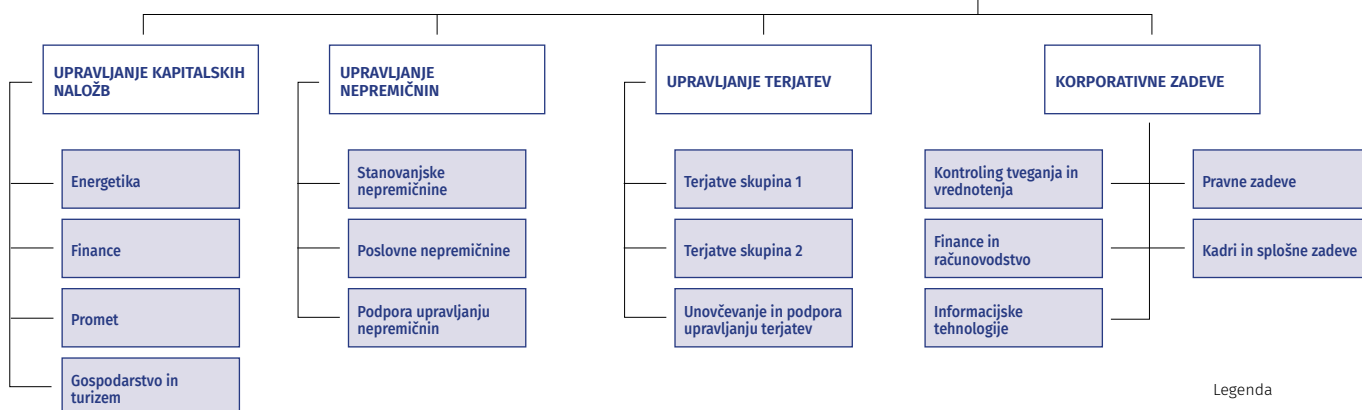 UPRAVLJANJE KAPITALSKIH
NALOŽB
Energetika
Finance
Promet
Gospodarstvo in
turizem
UPRAVLJANJE
NEPREMIČNIN
Stanovanjske
nepremičnine
Poslovne nepremičnine
Podpora upravljanju
nepremičnin
UPRAVLJANJE TERJATEV
Terjatve skupina 1
Terjatve skupina 2
Unovčevanje in podpora
upravljanju terjatev
KORPORATIVNE ZADEVE
Kontroling tveganja in
vrednotenja
Finance in
računovodstvo
Informacijske
tehnologije
Pravne zadeve
Kadri in splošne zadeve
Legenda